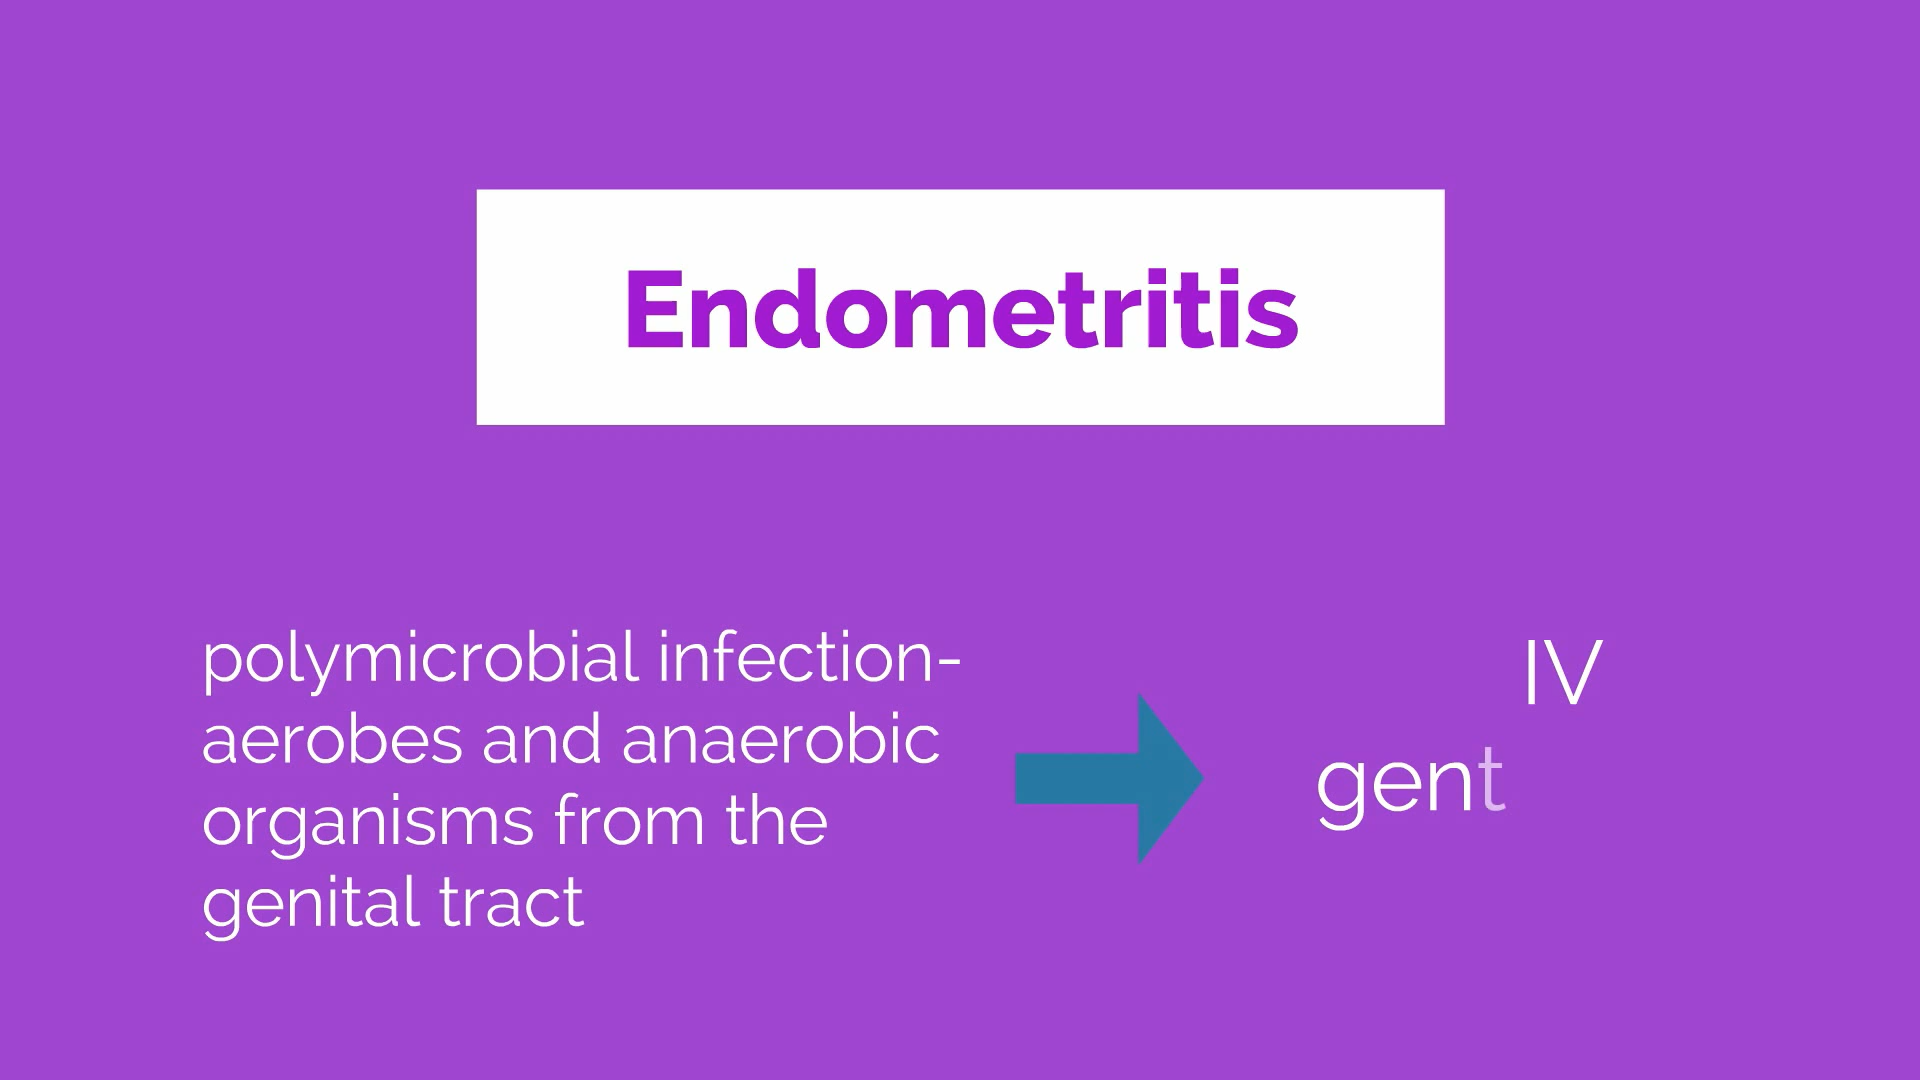 Endometritis
polymicrobial infection-
aerobes and anaerobic
organisms from the
genital tract
IV
gent